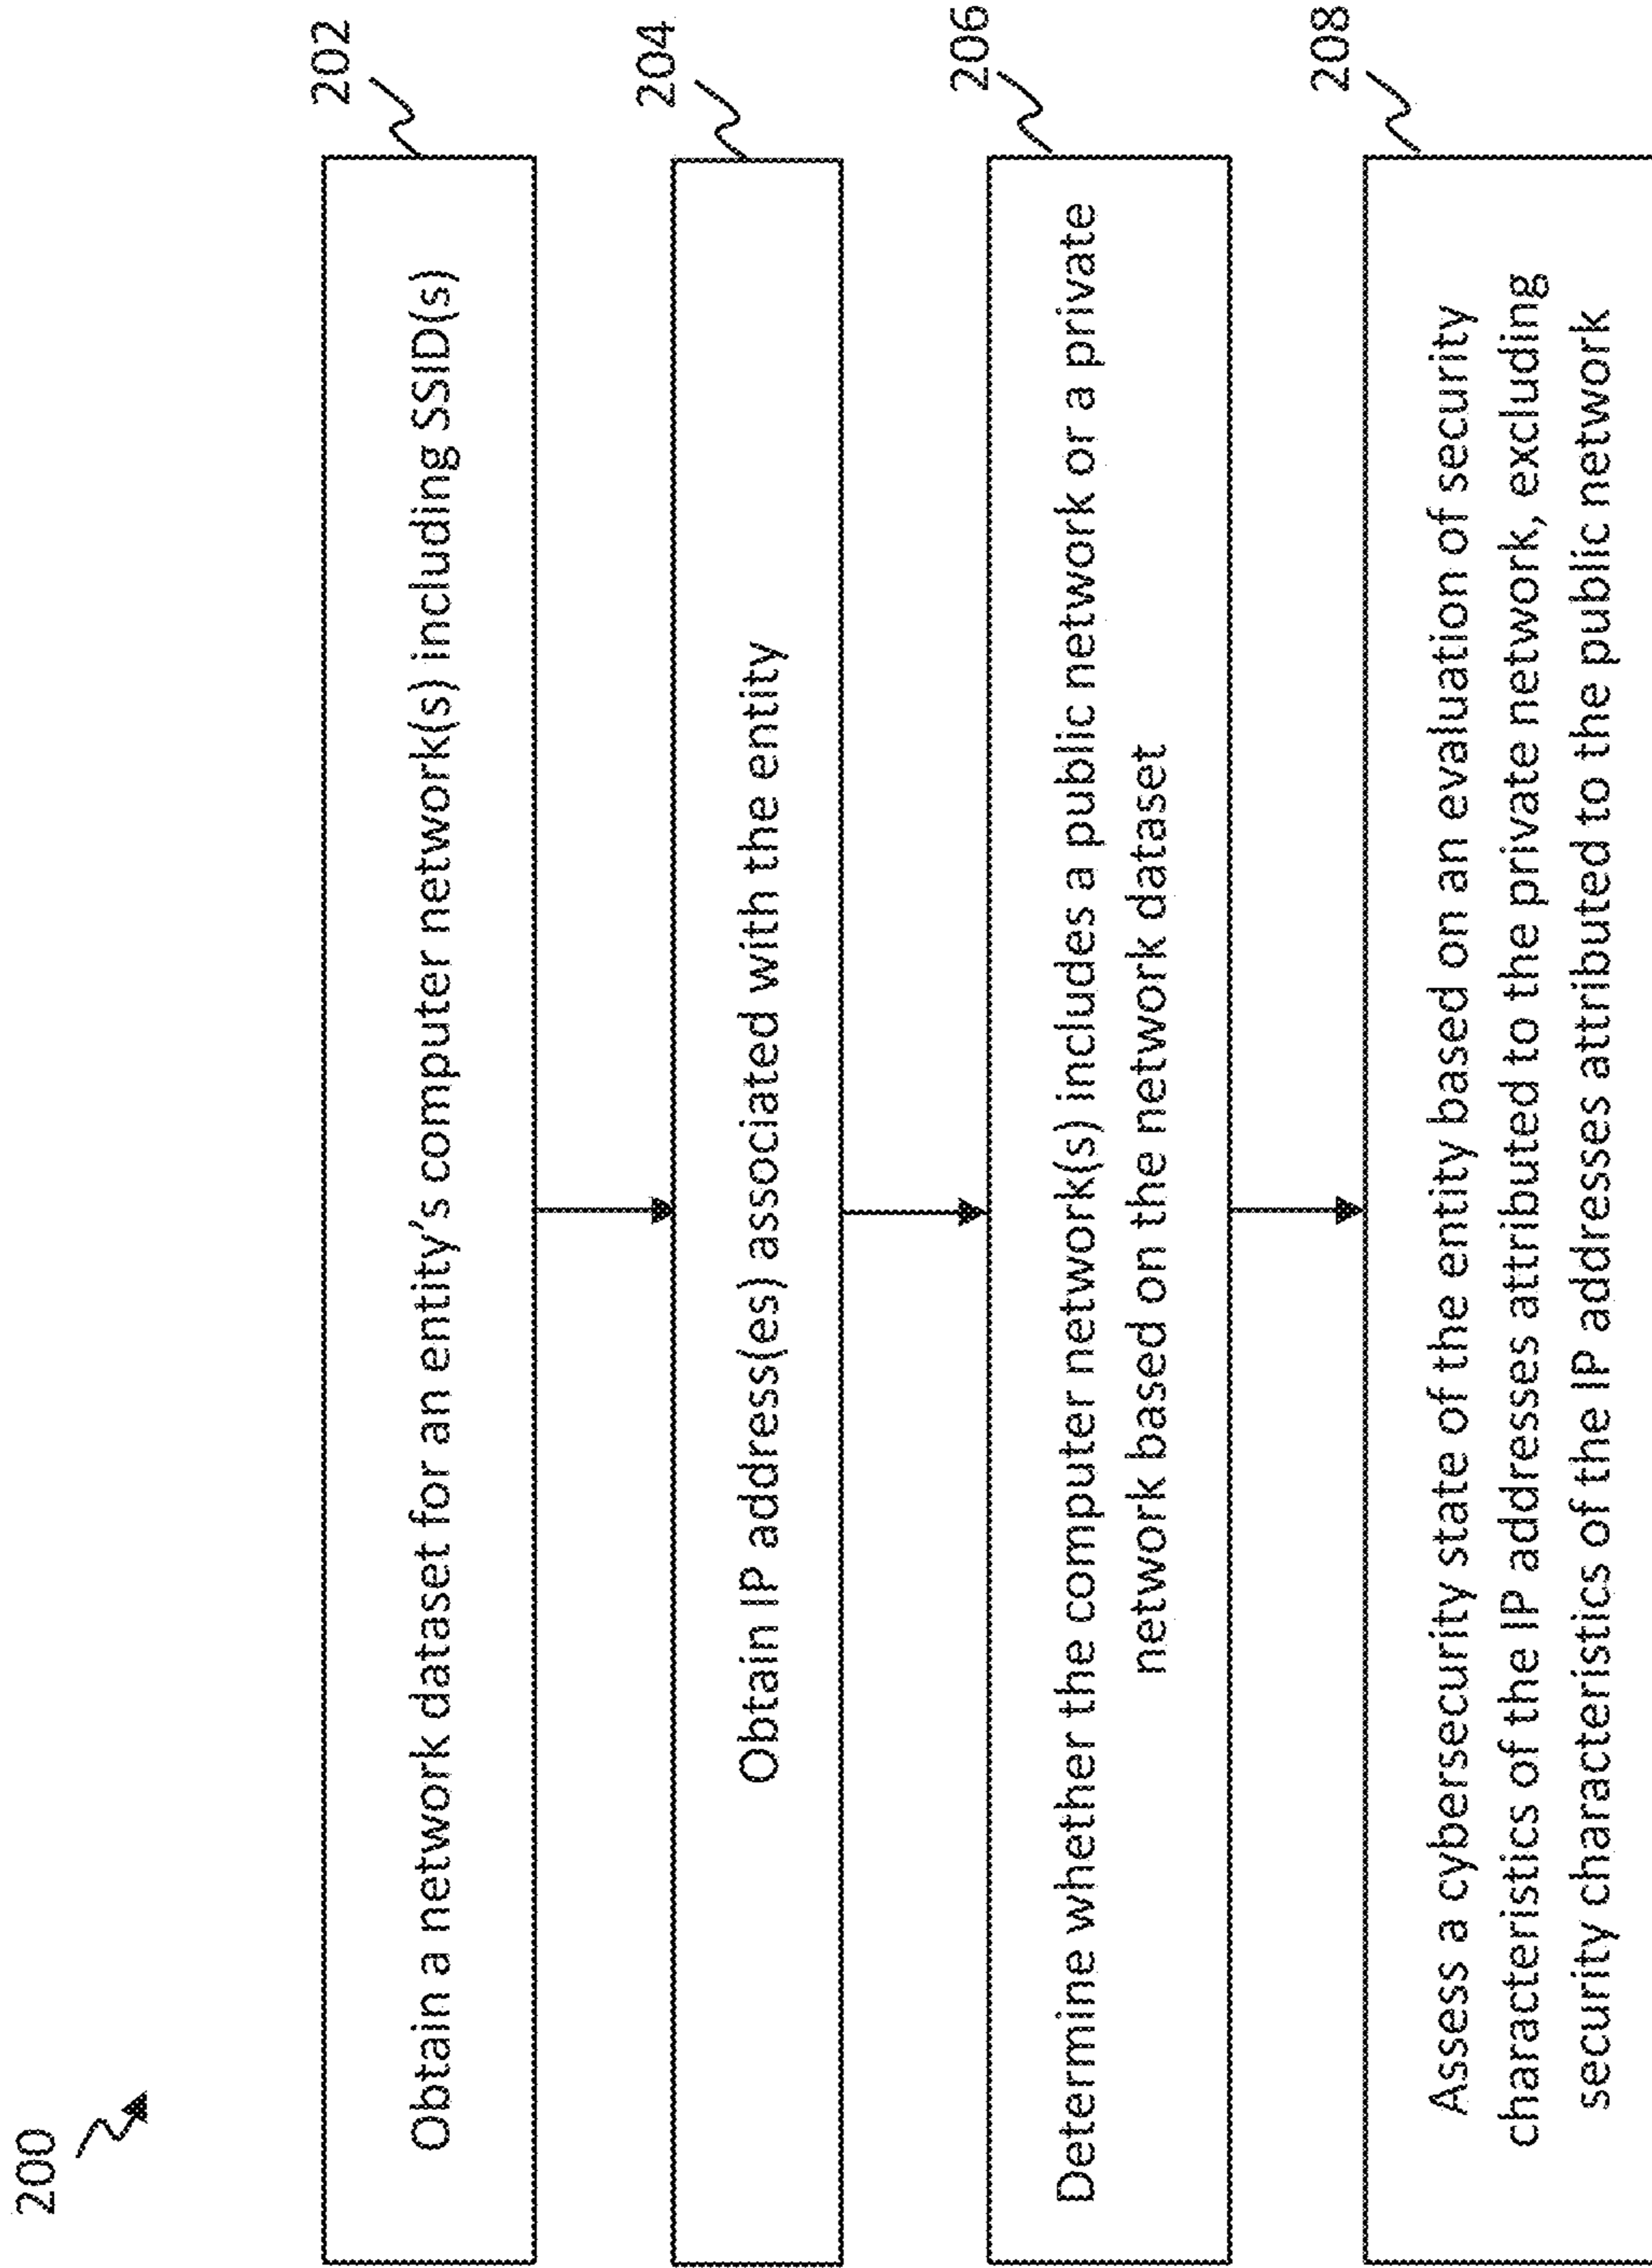 200
202
Obtain a network dataset for an entity's computer network(s) including SSID(s)
204
Obtain IP address(es) associated with the entity
206
Determine whether the computer network(s) includes a public network or a private
network based on the network dataset
208
Assess a cybersecurity state of the entity based on an evaluation of security
characteristics of the IP addresses attributed to the private network, excluding
security characteristics of the IP addresses attributed to the public network